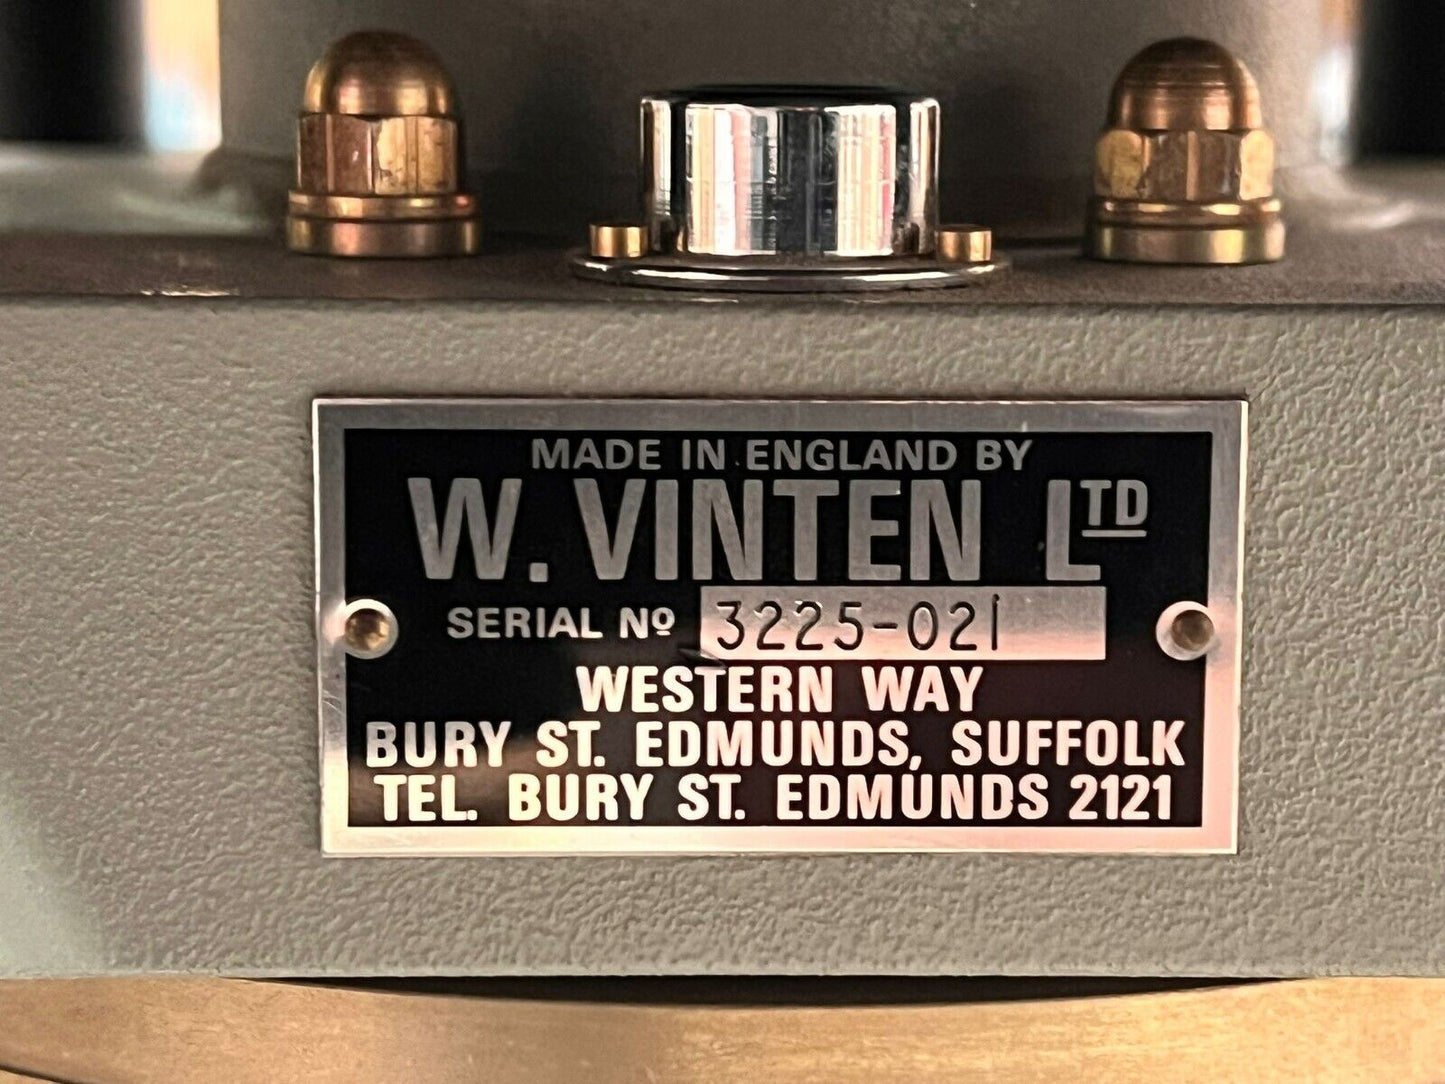 MADE IN ENGLAND BY
W. VINTEN LTD
SERIAL Nº 3225-021
WESTERN WAY
BURY ST. EDMUNDS, SUFFOLK
TEL. BURY ST. EDMUNDS 2121